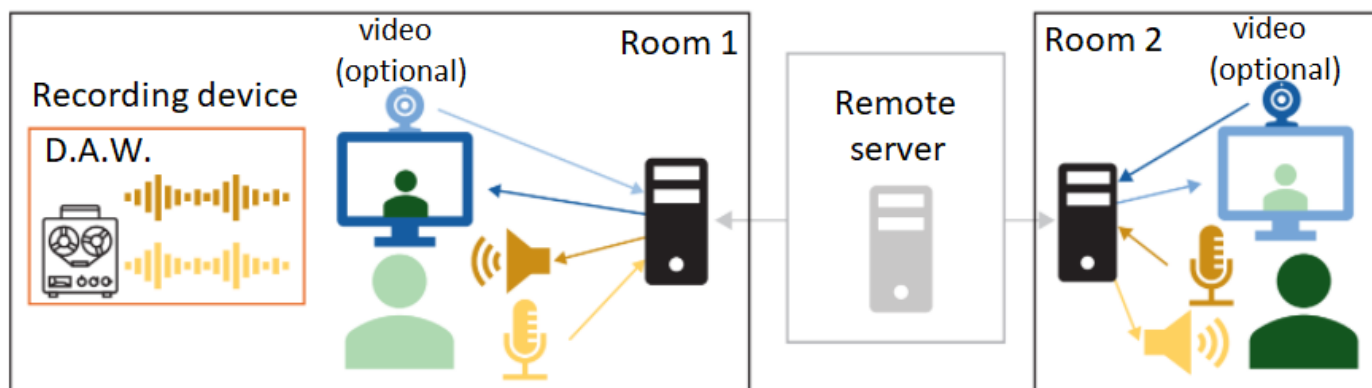 video
(optional)
Room 1
Recording device
D.A.W.
Remote
server
Room 2
video
(optional)